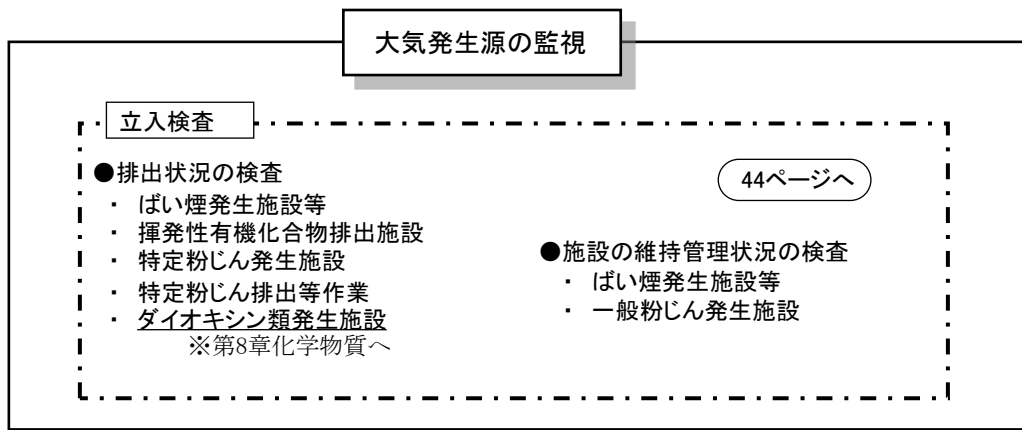 大気発生源の監視
立入検査
●排出状況の検査
・ ばい煙発生施設等
・ 揮発性有機化合物排出施設
・ 特定粉じん発生施設
・ 特定粉じん排出等作業
・ ダイオキシン類発生施設
※第8章化学物質へ
44ページへ
●施設の維持管理状況の検査
・ ばい煙発生施設等
・ 一般粉じん発生施設